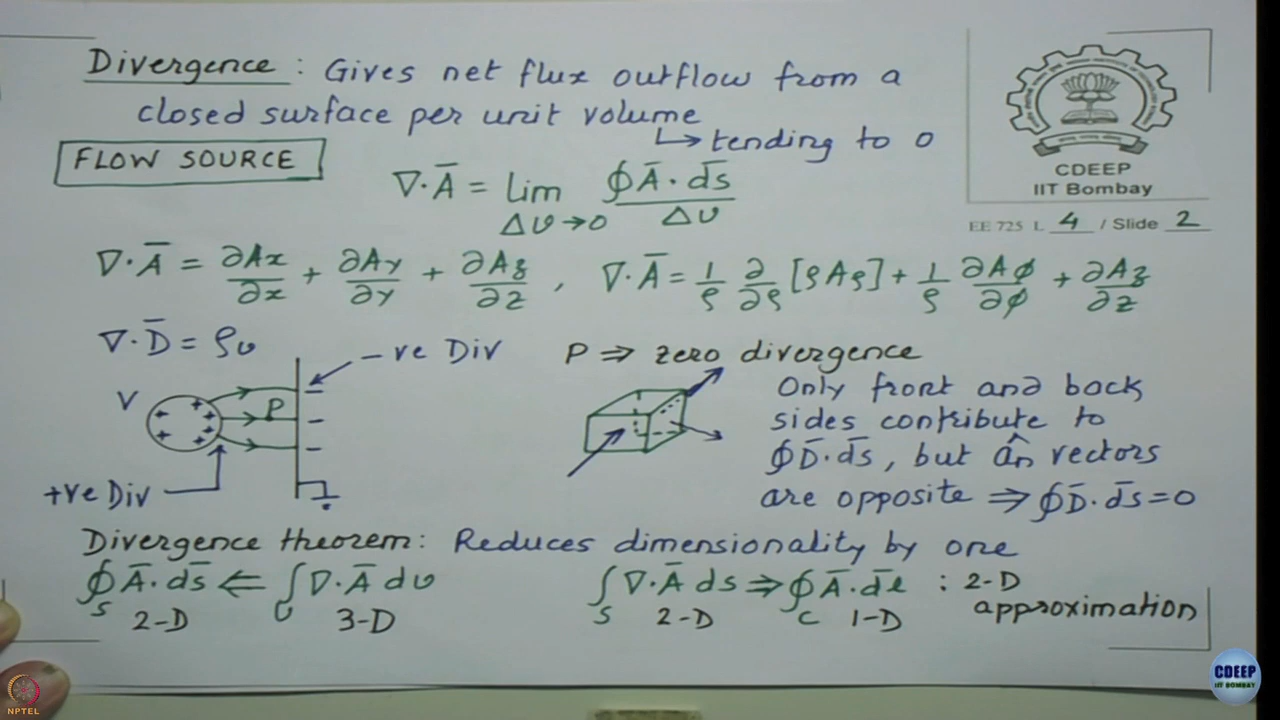 Divergence : Gives net flux outflow from a
closed surface per unit volume
↳ tending to 0
FLOW SOURCE
∇·A̅ = lim Δv→0 ∮A̅·ds̅ / Δv
CDEEP
IIT Bombay
EE 725 L 4 / Slide 2
∇·A̅ = ∂Ax/∂x + ∂Ay/∂y + ∂Az/∂z , ∇·A̅ = 1/ρ ∂/∂ρ [ρAρ] + 1/ρ ∂Aϕ/∂ϕ + ∂Az/∂z
∇·D̅ = ρv
-ve Div
V
+ + + + + +
P
- - - -
+ve Div
P ⇒ zero divergence
Only front and back
sides contribute to
∮D̅·ds̅, but ân vectors
are opposite ⇒ ∮D̅·ds̅=0
Divergence theorem: Reduces dimensionality by one
∮S A̅·ds̅ ⇐ ∫v ∇·A̅ dv
2-D 3-D
∫S ∇·A̅ ds ⇒ ∮C A̅·dl̅ : 2-D
approximation
2-D 1-D
NPTEL
CDEEP
IIT BOMBAY